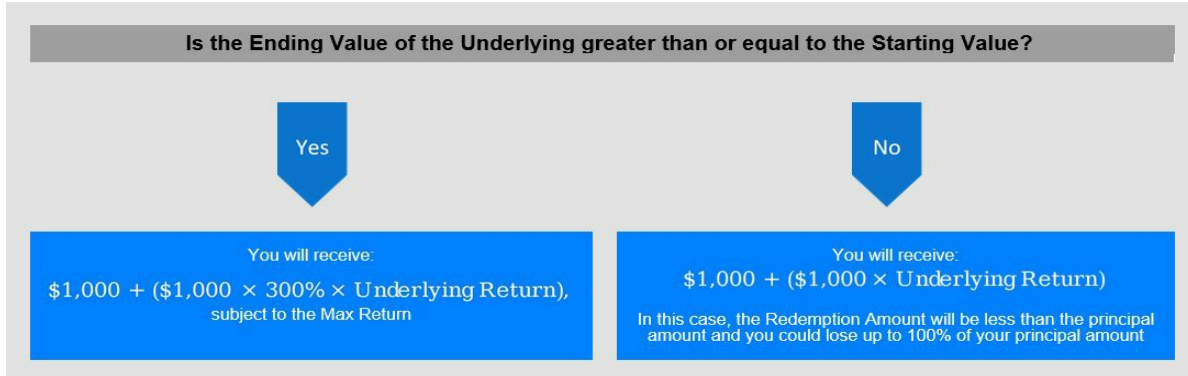 Is the Ending Value of the Underlying greater than or equal to the Starting Value?
Yes
No
You will receive:
$1,000 + ($1,000 × 300% × Underlying Return),
subject to the Max Return
You will receive:
$1,000 + ($1,000 × Underlying Return)
In this case, the Redemption Amount will be less than the principal
amount and you could lose up to 100% of your principal amount